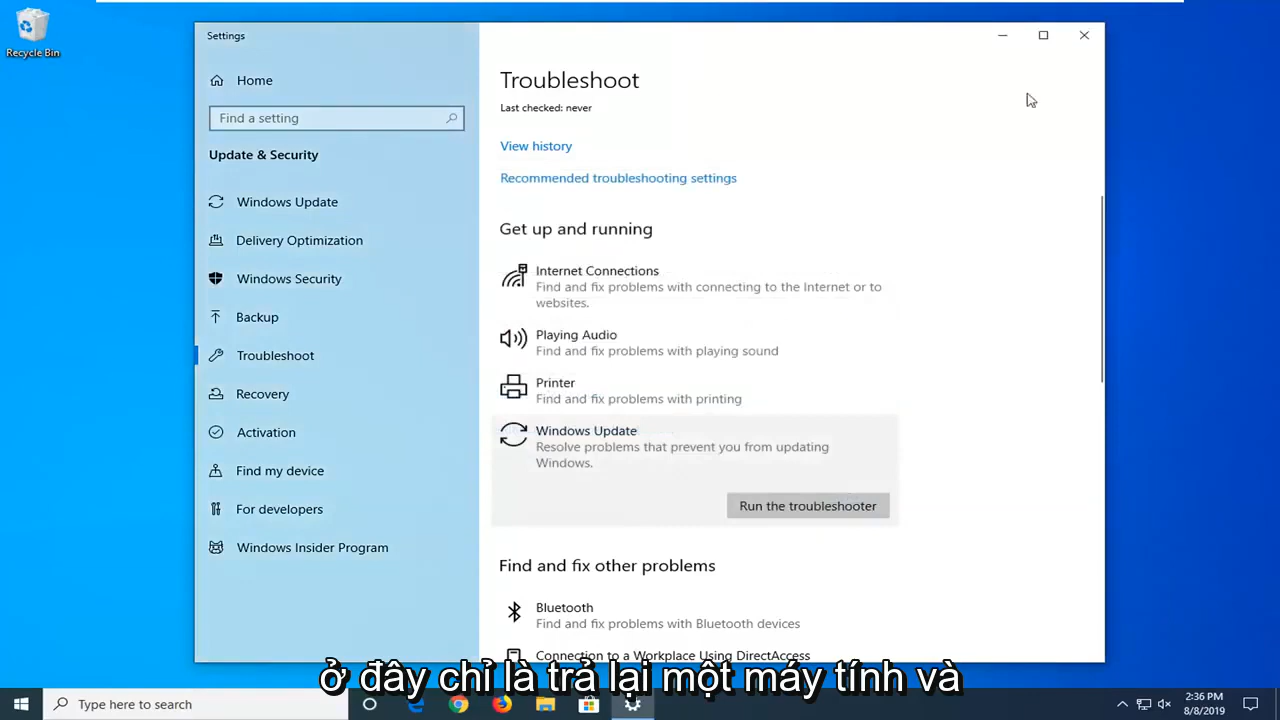 Recycle Bin
Settings
Home
Find a setting
Update & Security
Windows Update
Delivery Optimization
Windows Security
Backup
Troubleshoot
Recovery
Activation
Find my device
For developers
Windows Insider Program
Troubleshoot
Last checked: never
View history
Recommended troubleshooting settings
Get up and running
Internet Connections
Find and fix problems with connecting to the Internet or to
websites.
Playing Audio
Find and fix problems with playing sound
Printer
Find and fix problems with printing
Windows Update
Resolve problems that prevent you from updating
Windows.
Run the troubleshooter
Find and fix other problems
Bluetooth
Find and fix problems with Bluetooth devices
Connection to a Workplace Using DirectAccess
ở đây chỉ là trả lại một máy tính và
Type here to search
2:36 PM
8/8/2019